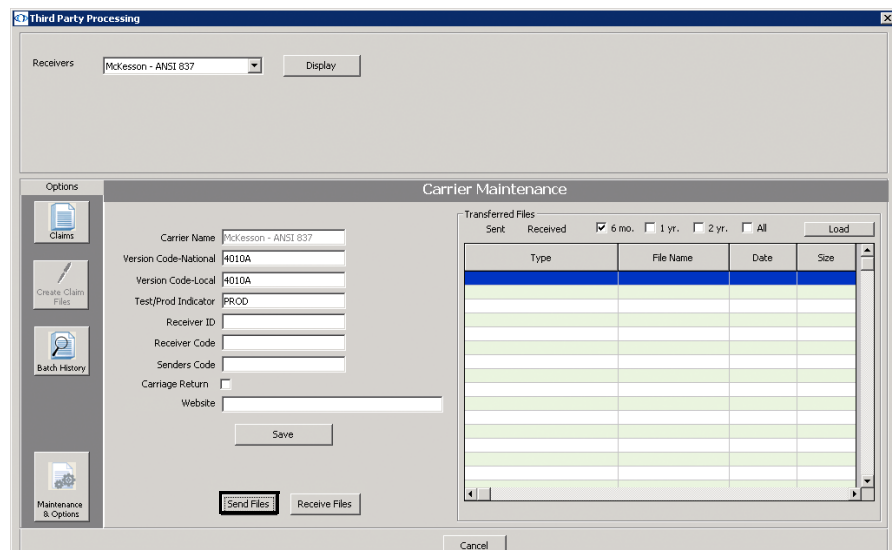 Third Party Processing
Receivers McKesson - ANSI 837 Display
Options
Carrier Maintenance
Claims
Create Claim
Files
Batch History
Maintenance
& Options
Carrier Name McKesson - ANSI 837
Version Code-National 4010A
Version Code-Local 4010A
Test/Prod Indicator PROD
Receiver ID
Receiver Code
Senders Code
Carriage Return
Website
Save
Send Files Receive Files
Transferred Files
Sent Received 6 mo. 1 yr. 2 yr. All Load
Type File Name Date Size
Cancel